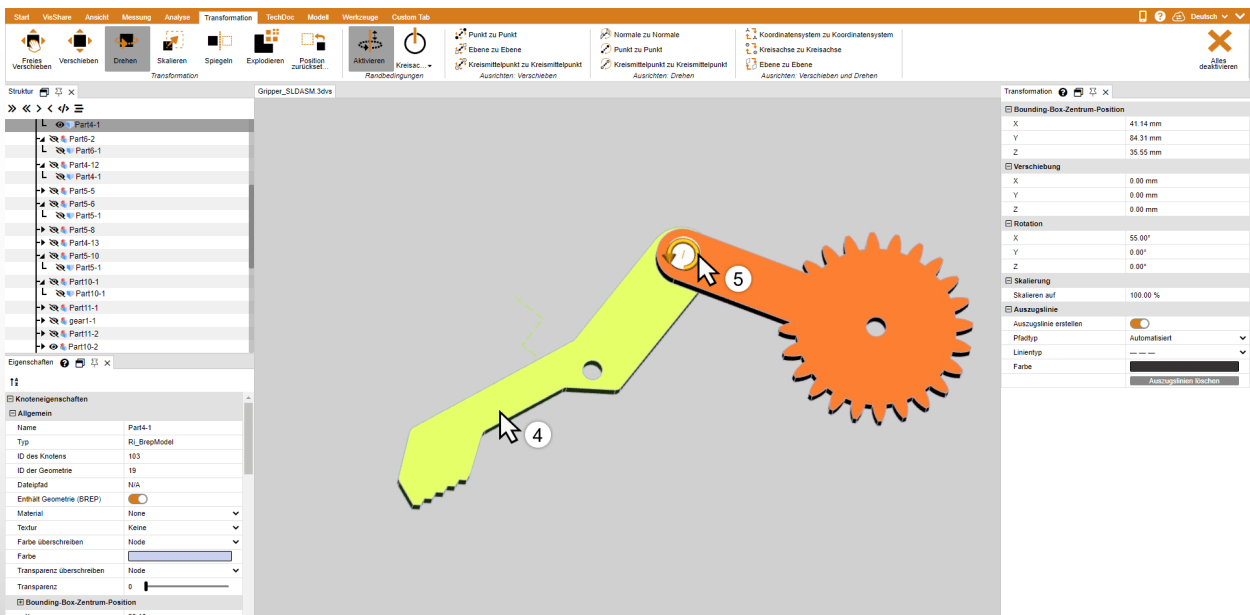 Start VisShare Ansicht Messung Analyse Transformation TechDoc Modell Werkzeuge Custom Tab Deutsch
Freies Verschieben
Verschieben
Drehen
Skalieren
Spiegeln
Explodieren
Position zurückset...
Transformation
Aktivieren
Kreisac...
Randbedingungen
Punkt zu Punkt
Ebene zu Ebene
Kreismittelpunkt zu Kreismittelpunkt
Ausrichten: Verschieben
Normale zu Normale
Punkt zu Punkt
Kreismittelpunkt zu Kreismittelpunkt
Ausrichten: Drehen
Koordinatensystem zu Koordinatensystem
Kreisachse zu Kreisachse
Ebene zu Ebene
Ausrichten: Verschieben und Drehen
Alles deaktivieren
Struktur
Part4-1
Part6-2
Part6-1
Part4-12
Part4-1
Part5-5
Part5-6
Part5-1
Part5-8
Part4-13
Part5-10
Part5-1
Part10-1
Part10-1
Part11-1
gear1-1
Part11-2
Part10-2
Eigenschaften
Knoteneigenschaften
Allgemein
Name Part4-1
Typ Ri_BrepModel
ID des Knotens 103
ID der Geometrie 19
Dateipfad N/A
Enthält Geometrie (BREP)
Material None
Textur Keine
Farbe überschreiben Node
Farbe
Transparenz überschreiben Node
Transparenz 0
Bounding-Box-Zentrum-Position
Gripper_SLDASM.3dvs
5
4
Transformation
Bounding-Box-Zentrum-Position
X 41.14 mm
Y 84.31 mm
Z 35.55 mm
Verschiebung
X 0.00 mm
Y 0.00 mm
Z 0.00 mm
Rotation
X 55.00°
Y 0.00°
Z 0.00°
Skalierung
Skalieren auf 100.00 %
Auszugslinie
Auszugslinie erstellen
Pfadtyp Automatisiert
Linientyp
Farbe
Auszugslinien löschen